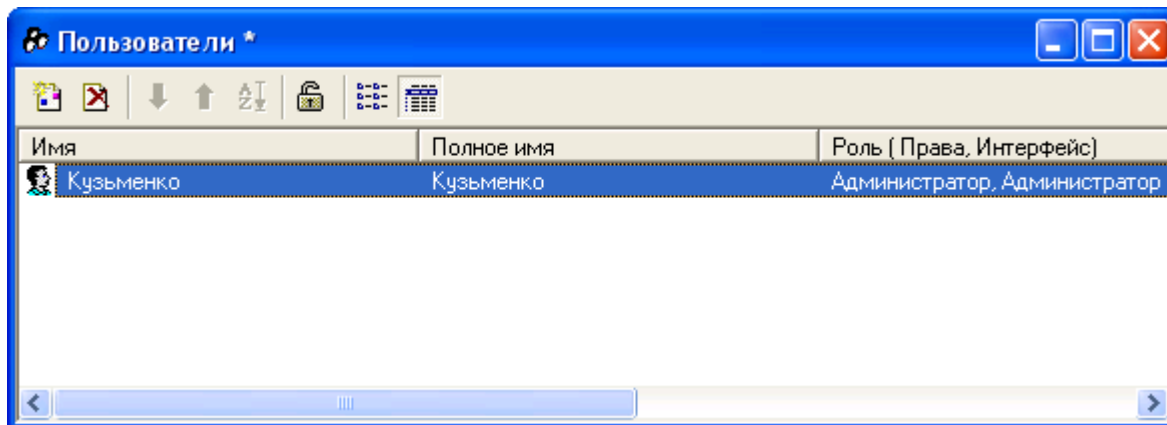 Пользователи *
Имя Полное имя Роль ( Права, Интерфейс)
Кузьменко Кузьменко Администратор, Администратор